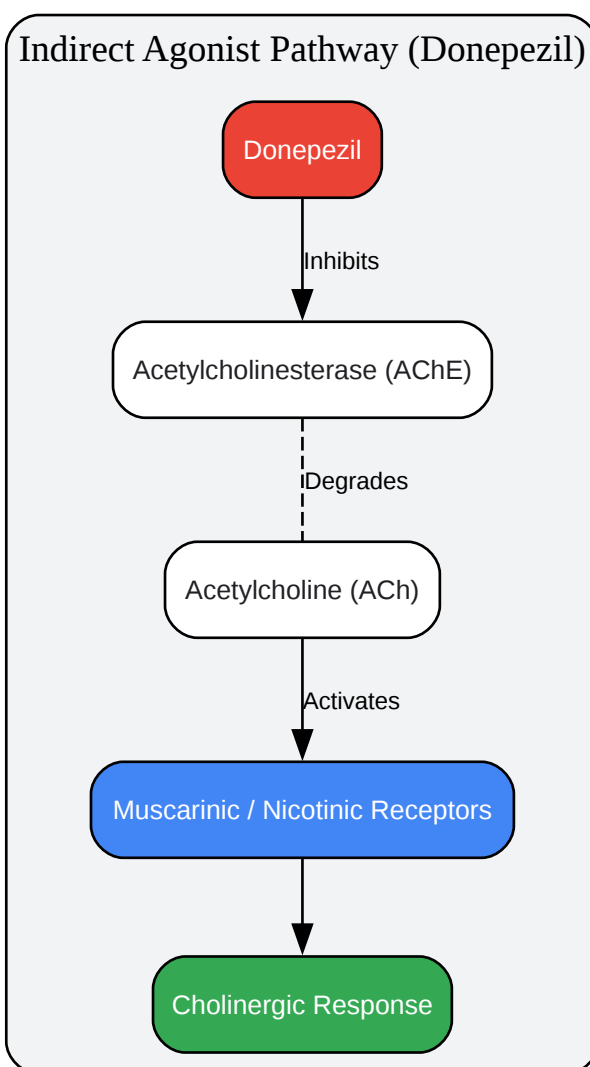 Indirect Agonist Pathway (Donepezil)
Donepezil
Inhibits
Acetylcholinesterase (AChE)
Degrades
Acetylcholine (ACh)
Activates
Muscarinic / Nicotinic Receptors
Cholinergic Response